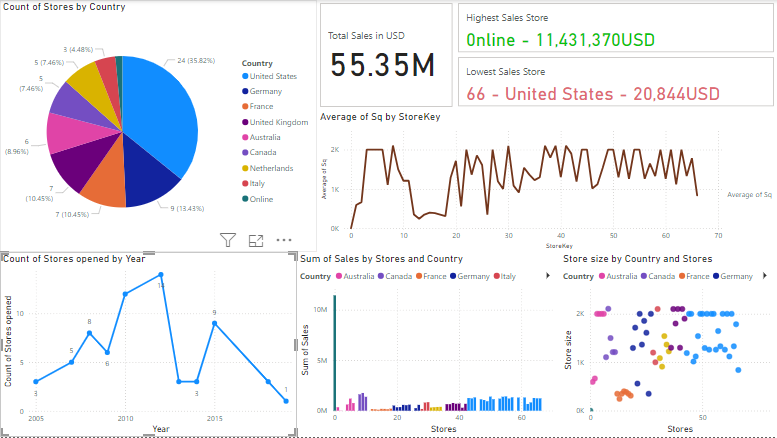 Count of Stores by Country
3 (4.48%)
5 (7.46%)
5
(7.46%)
6
(8.96%)
7
(10.45%)
7 (10.45%)
9 (13.43%)
24 (35.82%)
Country
United States
Germany
France
United Kingdom
Australia
Canada
Netherlands
Italy
Online
Total Sales in USD
55.35M
Highest Sales Store
Online - 11,431,370USD
Lowest Sales Store
66 - United States - 20,844USD
Average of Sq by StoreKey
Average of Sq
2K
1K
0K
0 10 20 30 40 50 60 70
StoreKey
Average of Sq
Count of Stores opened by Year
Count of Stores opened
10
5
0
3
5
8
6
14
3
9
1
2005 2010 2015
Year
Sum of Sales by Stores and Country
Country Australia Canada France Germany Italy
Sum of Sales
10M
5M
0M
0 20 40 60
Stores
Store size by Country and Stores
Country Australia Canada France Germany
Store size
2K
1K
0K
0 50
Stores